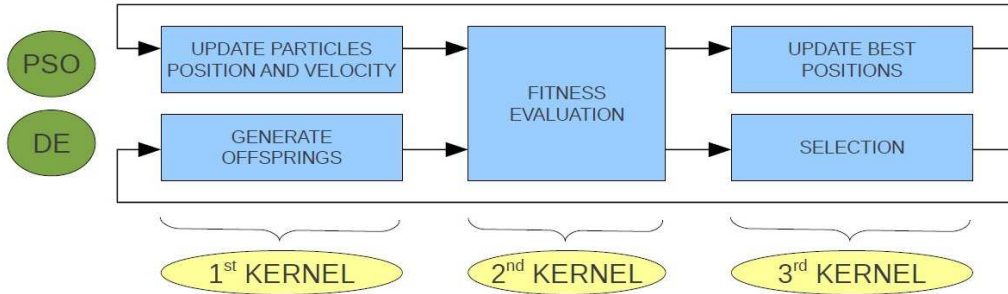 PSO
UPDATE PARTICLES
POSITION AND VELOCITY
FITNESS
EVALUATION
UPDATE BEST
POSITIONS
DE
GENERATE
OFFSPRINGS
SELECTION
1st KERNEL
2nd KERNEL
3rd KERNEL